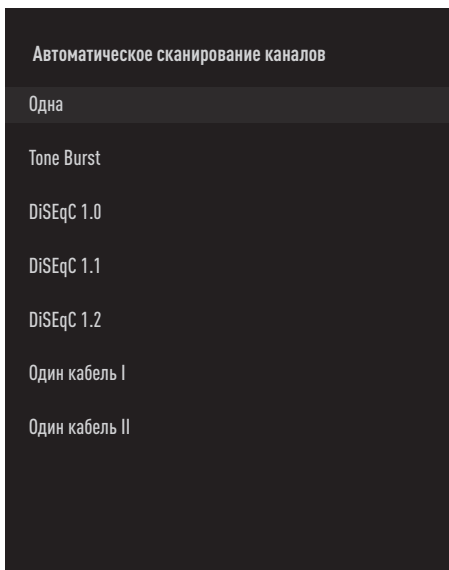 Автоматическое сканирование каналов
Одна
Tone Burst
DiSEqC 1.0
DiSEqC 1.1
DiSEqC 1.2
Один кабель I
Один кабель II